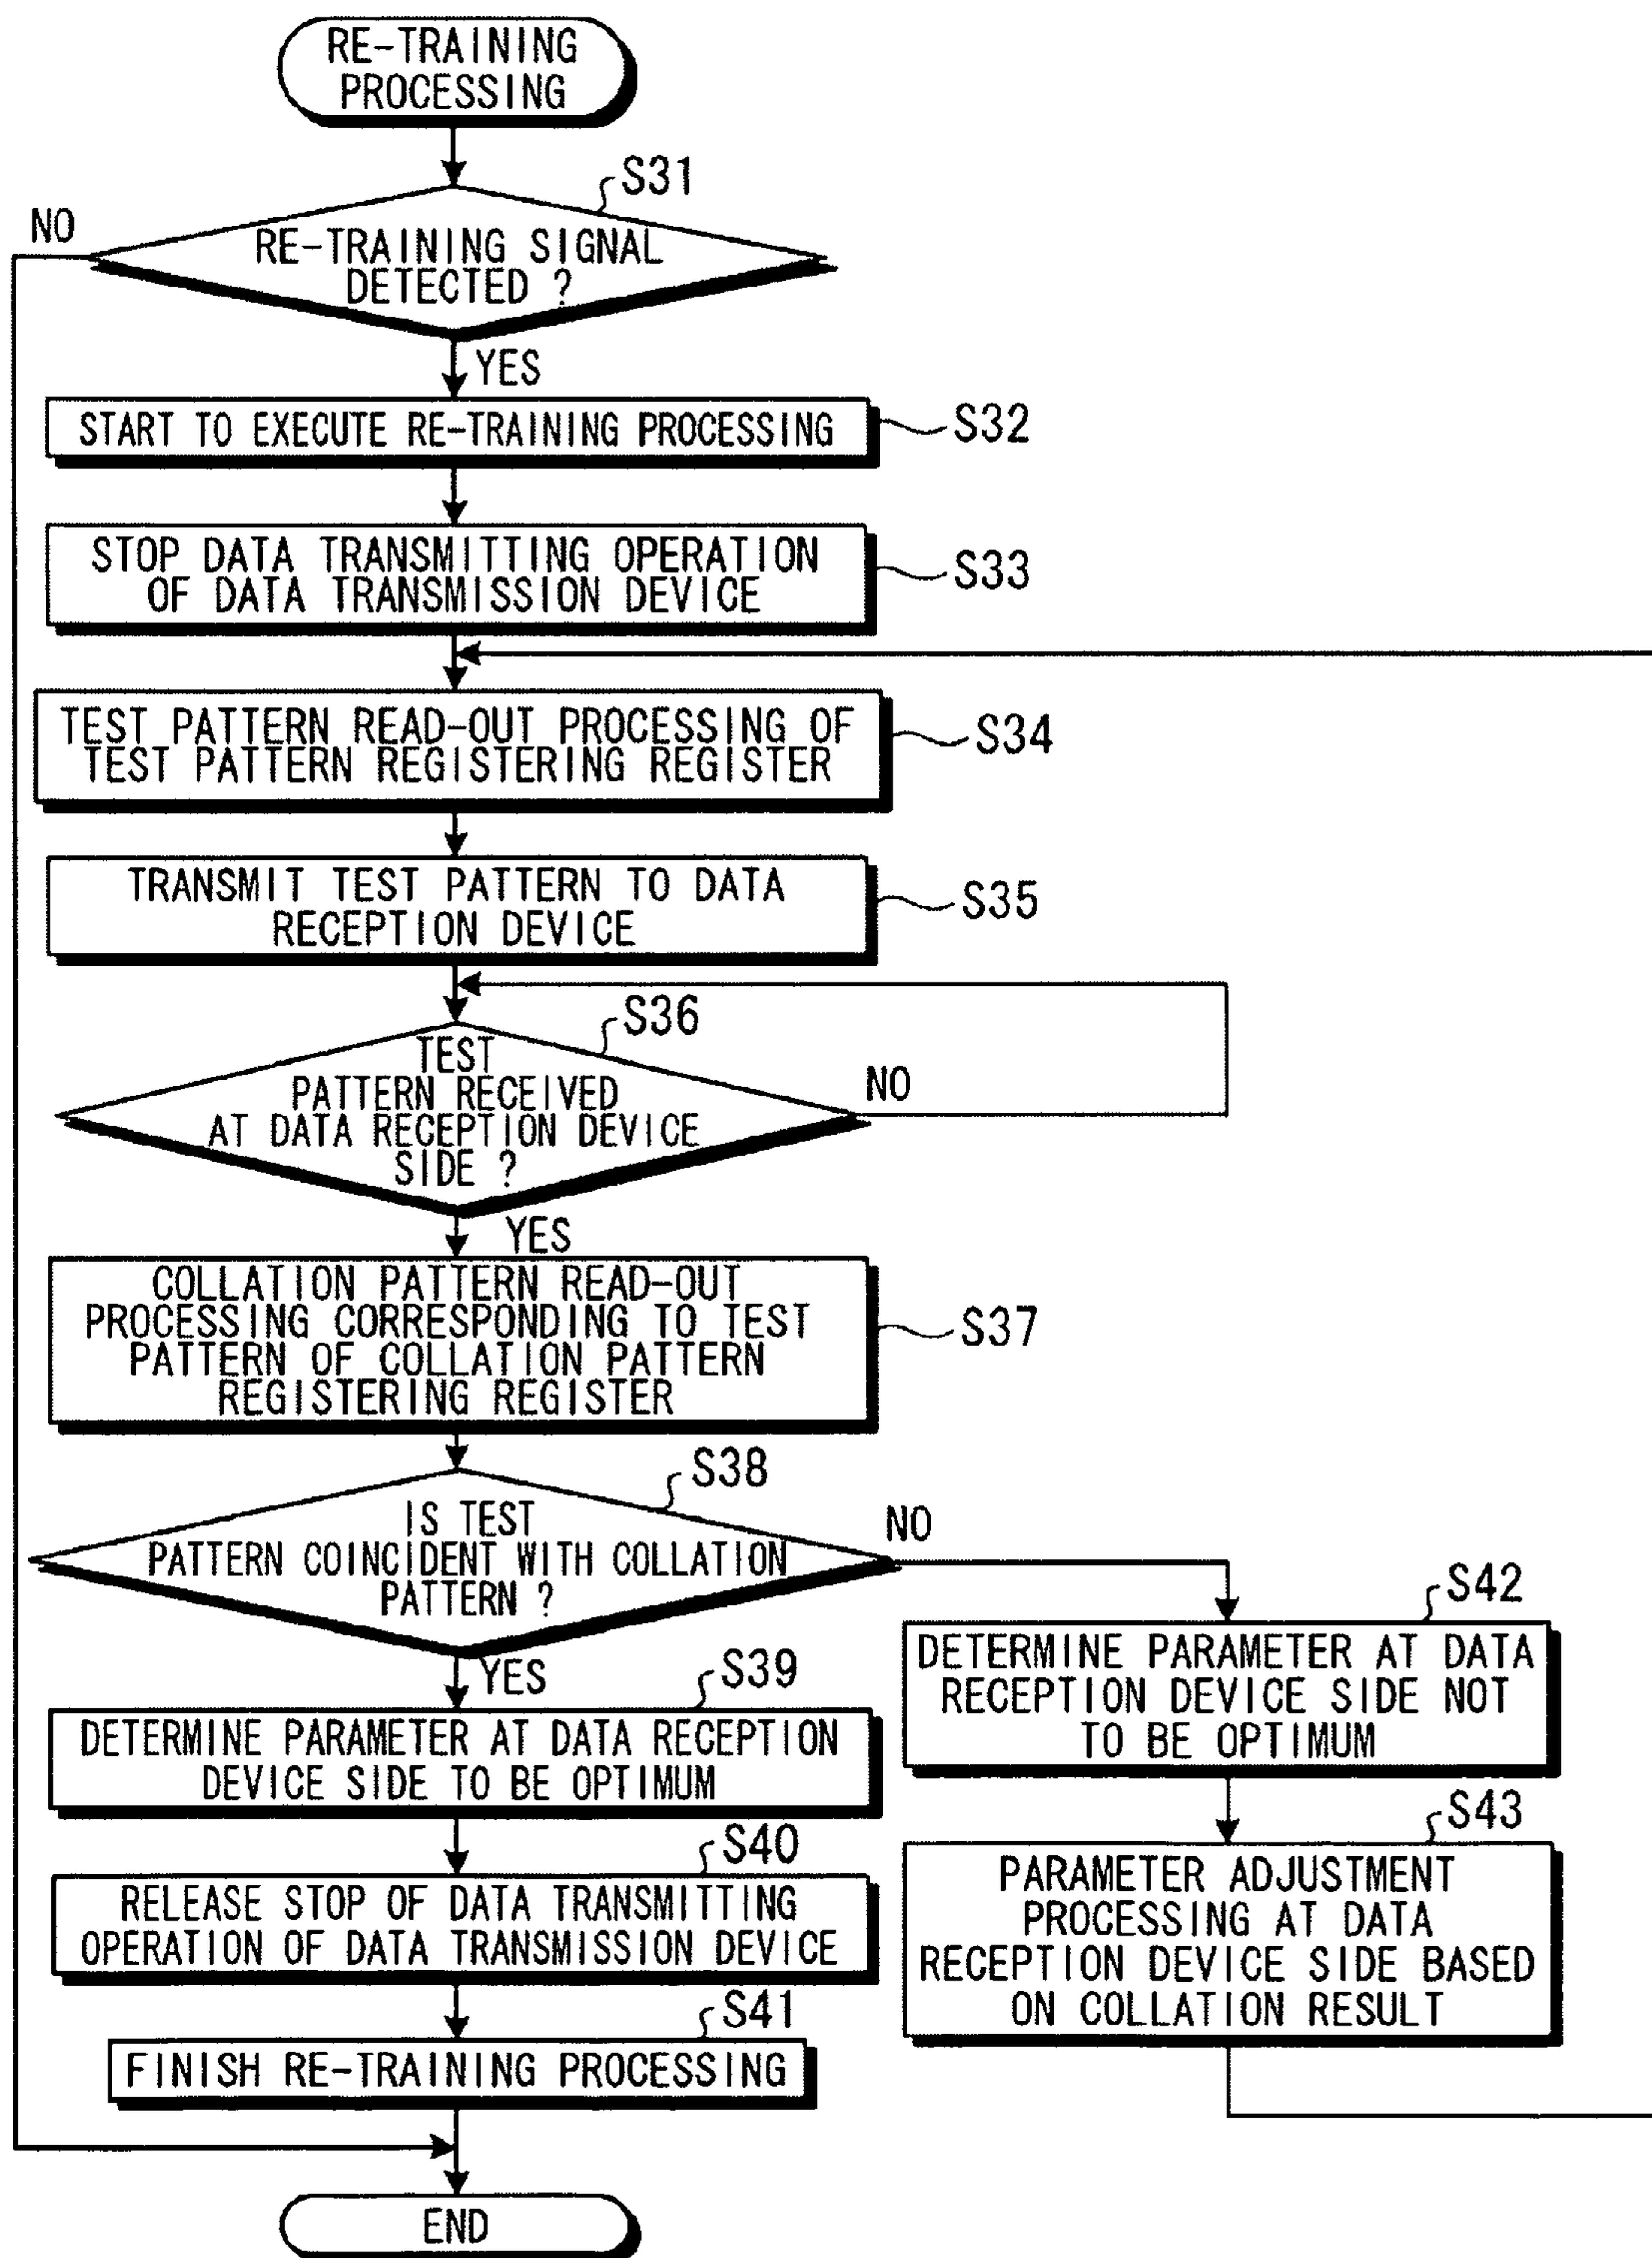 RE-TRAINING
PROCESSING
S31
NO
RE-TRAINING SIGNAL
DETECTED ?
YES
START TO EXECUTE RE-TRAINING PROCESSING
S32
STOP DATA TRANSMITTING OPERATION
OF DATA TRANSMISSION DEVICE
S33
TEST PATTERN READ-OUT PROCESSING OF
TEST PATTERN REGISTERING REGISTER
S34
TRANSMIT TEST PATTERN TO DATA
RECEPTION DEVICE
S35
S36
TEST
PATTERN RECEIVED
AT DATA RECEPTION DEVICE
SIDE ?
NO
YES
COLLATION PATTERN READ-OUT
PROCESSING CORRESPONDING TO TEST
PATTERN OF COLLATION PATTERN
REGISTERING REGISTER
S37
S38
IS TEST
PATTERN COINCIDENT WITH COLLATION
PATTERN ?
NO
YES
S39
DETERMINE PARAMETER AT DATA RECEPTION
DEVICE SIDE TO BE OPTIMUM
S40
RELEASE STOP OF DATA TRANSMITTING
OPERATION OF DATA TRANSMISSION DEVICE
S41
FINISH RE-TRAINING PROCESSING
S42
DETERMINE PARAMETER AT DATA
RECEPTION DEVICE SIDE NOT
TO BE OPTIMUM
S43
PARAMETER ADJUSTMENT
PROCESSING AT DATA
RECEPTION DEVICE SIDE BASED
ON COLLATION RESULT
END